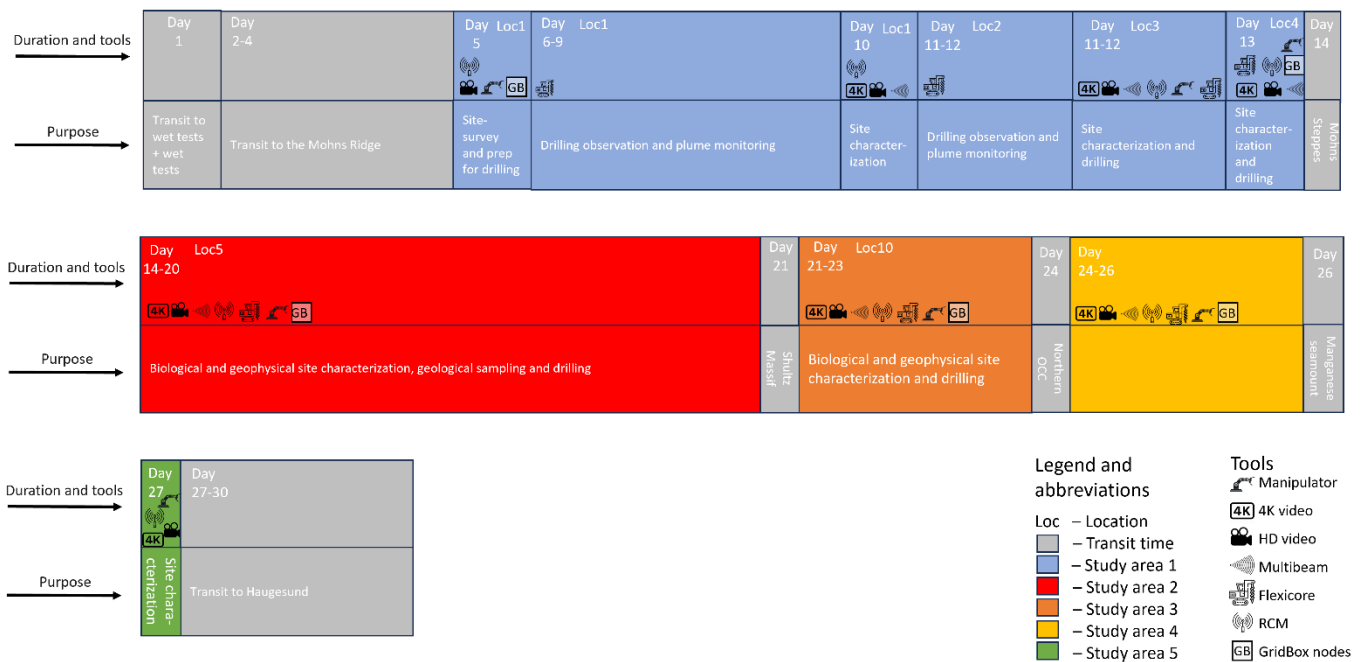 Duration and tools
Day
1
Day
2-4
Day Loc1
5
GB
Day Loc1
6-9
Day Loc1
10
4K
Day Loc2
11-12
Day Loc3
11-12
4K
Day Loc4
13
GB
4K
Day
14
Purpose
Transit to
wet tests
+ wet
tests
Transit to the Mohns Ridge
Site-
survey
and prep
for drilling
Drilling observation and plume monitoring
Site
character-
ization
Drilling observation and
plume monitoring
Site
characterization and
drilling
Site
character-
ization
and
drilling
Mohns
Steppes
Duration and tools
Day Loc5
14-20
4K GB
Day
21
Day Loc10
21-23
4K GB
Day
24
Day
24-26
4K GB
Day
26
Purpose
Biological and geophysical site characterization, geological sampling and drilling
Shultz
Massif
Biological and geophysical site
characterization and drilling
Northern
OCC
Manganese
seamount
Duration and tools
Day
27
4K
Day
27-30
Purpose
Site chara-
cterization
Transit to Haugesund
Legend and
abbreviations
Loc – Location
– Transit time
– Study area 1
– Study area 2
– Study area 3
– Study area 4
– Study area 5
Tools
Manipulator
4K 4K video
HD video
Multibeam
Flexicore
RCM
GB GridBox nodes